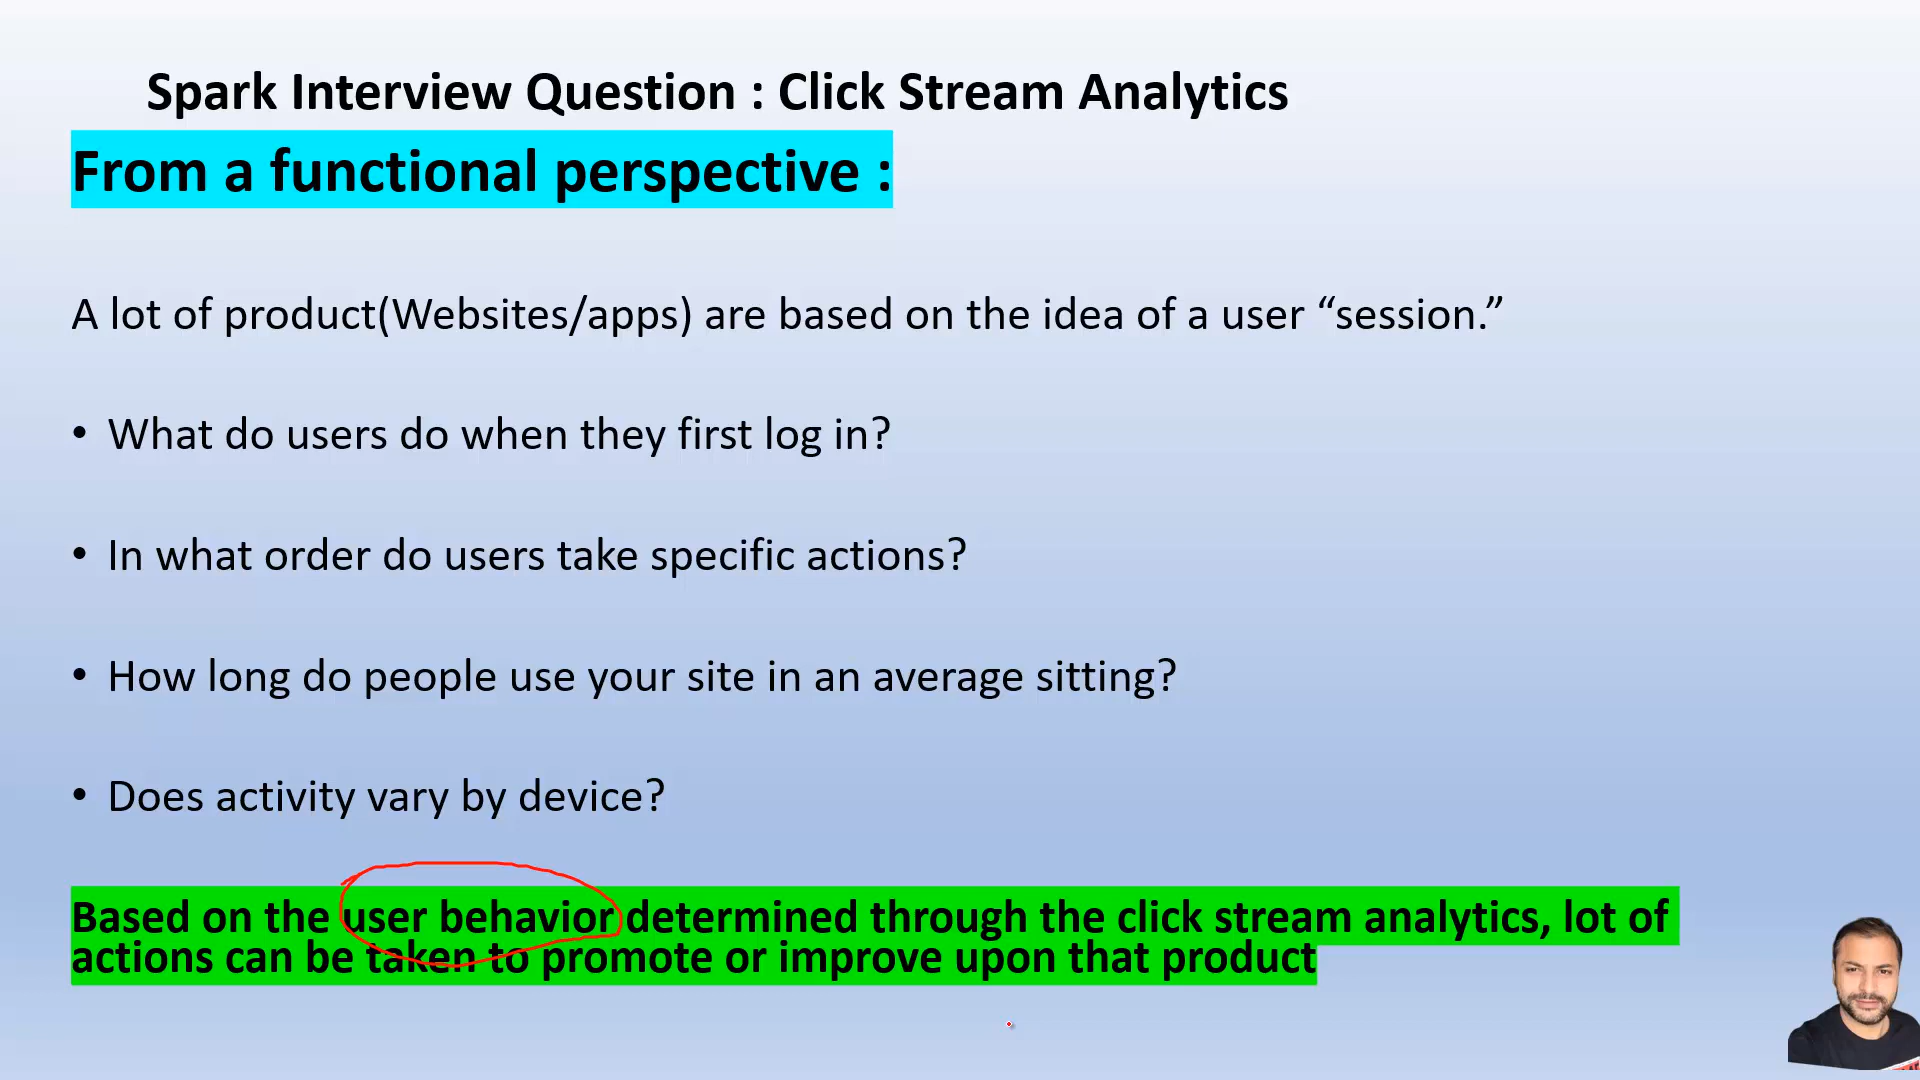 Spark Interview Question : Click Stream Analytics
From a functional perspective :
A lot of product(Websites/apps) are based on the idea of a user “session.”
• What do users do when they first log in?
• In what order do users take specific actions?
• How long do people use your site in an average sitting?
• Does activity vary by device?
Based on the user behavior determined through the click stream analytics, lot of
actions can be taken to promote or improve upon that product